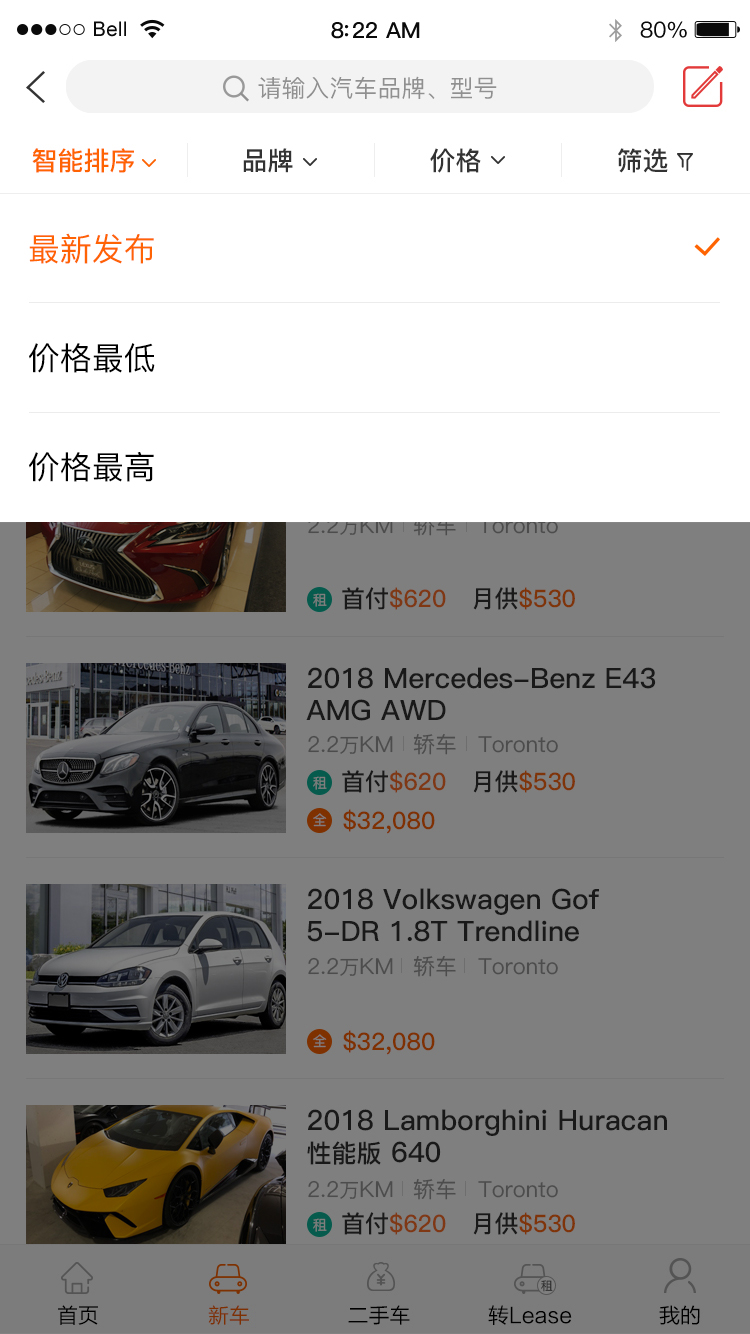 Bell 8:22 AM 80%
请输入汽车品牌、型号
智能排序 品牌 价格 筛选
最新发布
价格最低
价格最高
2.2万KM 轿车 Toronto
租 首付$620 月供$530
Mercedes-Benz
2018 Mercedes-Benz E43
AMG AWD
2.2万KM 轿车 Toronto
租 首付$620 月供$530
全 $32,080
2018 Volkswagen Gof
5-DR 1.8T Trendline
2.2万KM 轿车 Toronto
全 $32,080
2018 Lamborghini Huracan
性能版 640
2.2万KM 轿车 Toronto
租 首付$620 月供$530
首页 新车 二手车 转Lease 我的
¥ 租